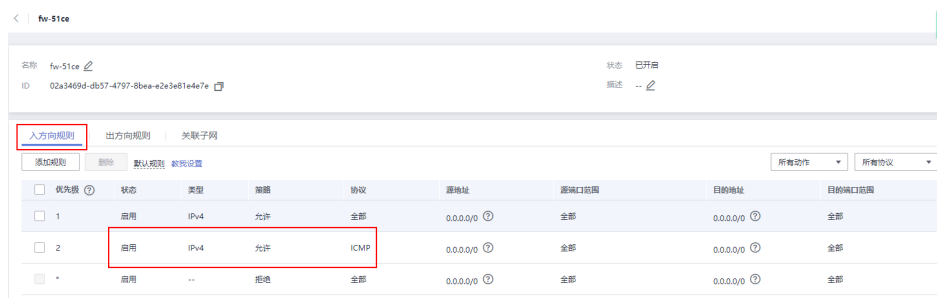 fw-51ce
名称 fw-51ce 状态 已开启
ID 02a3469d-db57-4797-8bea-e2e3e81e4e7e 描述 --
入方向规则 出方向规则 关联子网
添加规则 删除 默认规则 教我设置 所有动作 所有协议
优先级 状态 类型 策略 协议 源地址 源端口范围 目的地址 目的端口范围
1 启用 IPv4 允许 全部 0.0.0.0/0 全部 0.0.0.0/0 全部
2 启用 IPv4 允许 ICMP 0.0.0.0/0 全部 0.0.0.0/0 全部
* 启用 -- 拒绝 全部 0.0.0.0/0 全部 0.0.0.0/0 全部